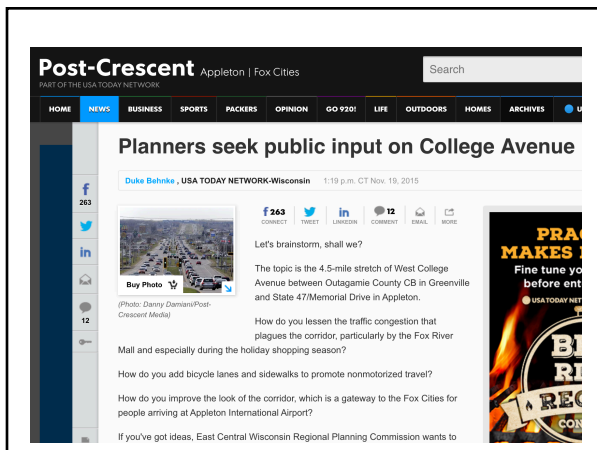 Post-Crescent Appleton | Fox Cities
Search
PART OF THE USA TODAY NETWORK
HOME NEWS BUSINESS SPORTS PACKERS OPINION GO 920! LIFE OUTDOORS HOMES ARCHIVES U
Planners seek public input on College Avenue
Duke Behnke , USA TODAY NETWORK-Wisconsin 1:19 p.m. CT Nov. 19, 2015
263
12
263
CONNECT
TWEET
in
LINKEDIN
12
COMMENT
EMAIL
MORE
Buy Photo
(Photo: Danny Damiani/Post-
Crescent Media)
Let's brainstorm, shall we?
The topic is the 4.5-mile stretch of West College
Avenue between Outagamie County CB in Greenville
and State 47/Memorial Drive in Appleton.
How do you lessen the traffic congestion that
plagues the corridor, particularly by the Fox River
Mall and especially during the holiday shopping season?
How do you add bicycle lanes and sidewalks to promote nonmotorized travel?
How do you improve the look of the corridor, which is a gateway to the Fox Cities for
people arriving at Appleton International Airport?
If you've got ideas, East Central Wisconsin Regional Planning Commission wants to
PRA
MAKES
Fine tune yo
before ent
USA TODAY NET